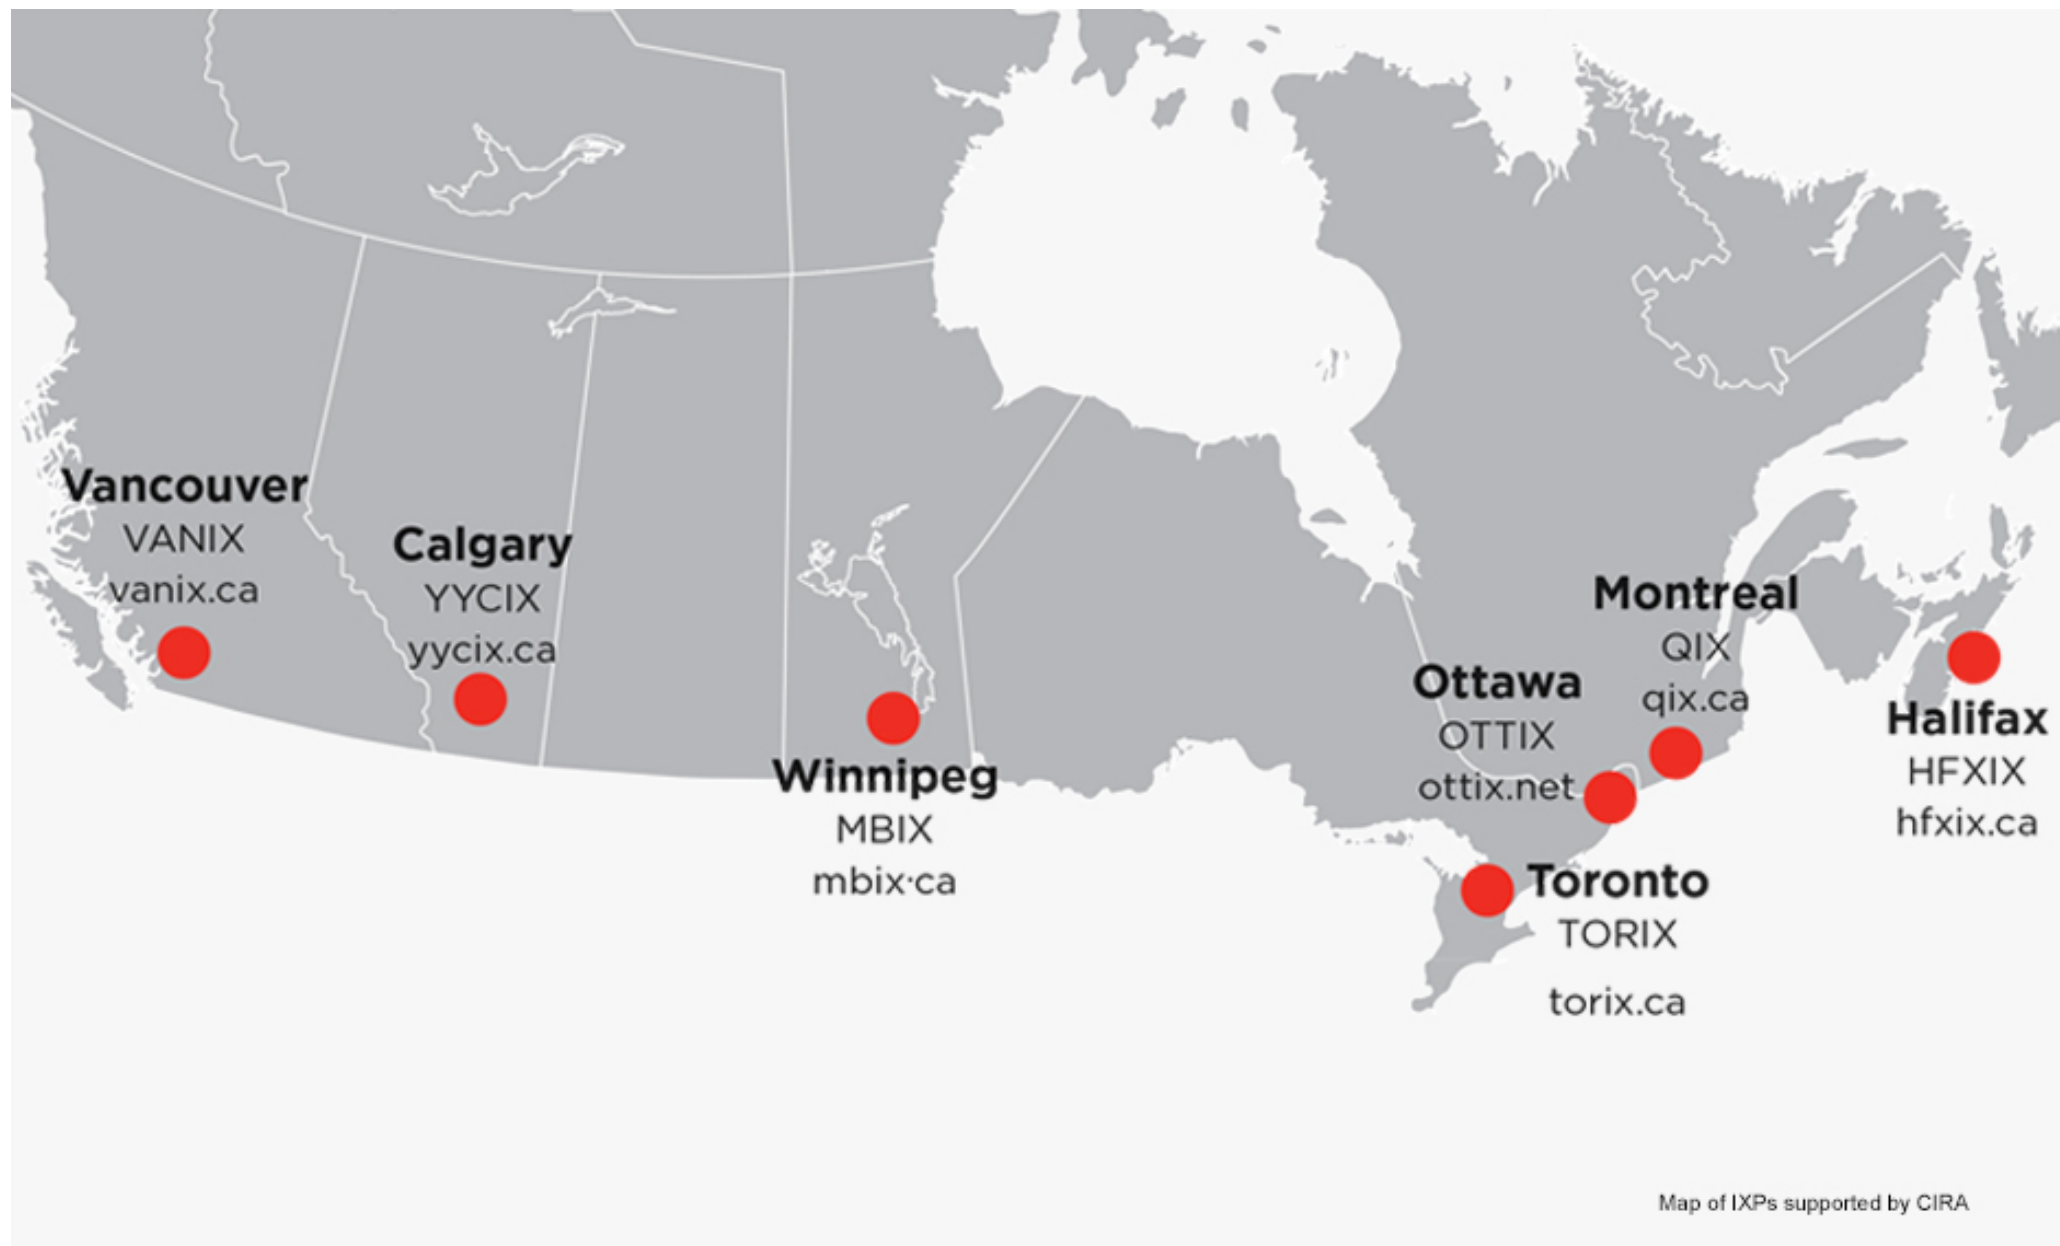 Vancouver
VANIX
vanix.ca
Calgary
YYCIX
yycix.ca
Winnipeg
MBIX
mbix·ca
Ottawa
OTTIX
ottix.net
Montreal
QIX
qix.ca
Toronto
TORIX
torix.ca
Halifax
HFXIX
hfxix.ca
Map of IXPs supported by CIRA